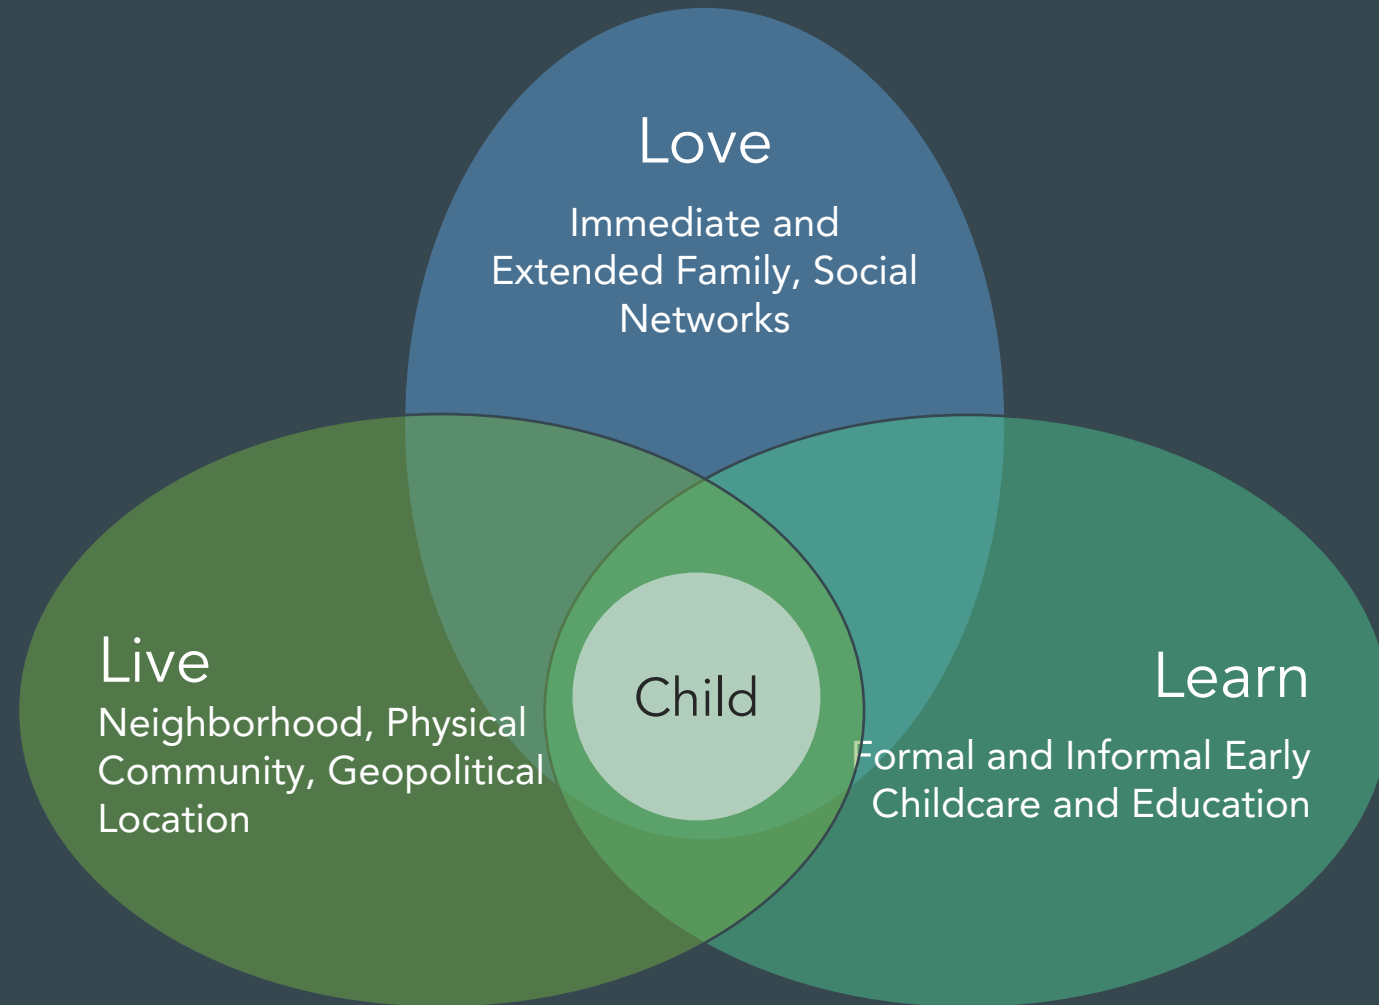 Love
Immediate and
Extended Family, Social
Networks
Live
Neighborhood, Physical
Community, Geopolitical
Location
Child
Learn
Formal and Informal Early
Childcare and Education